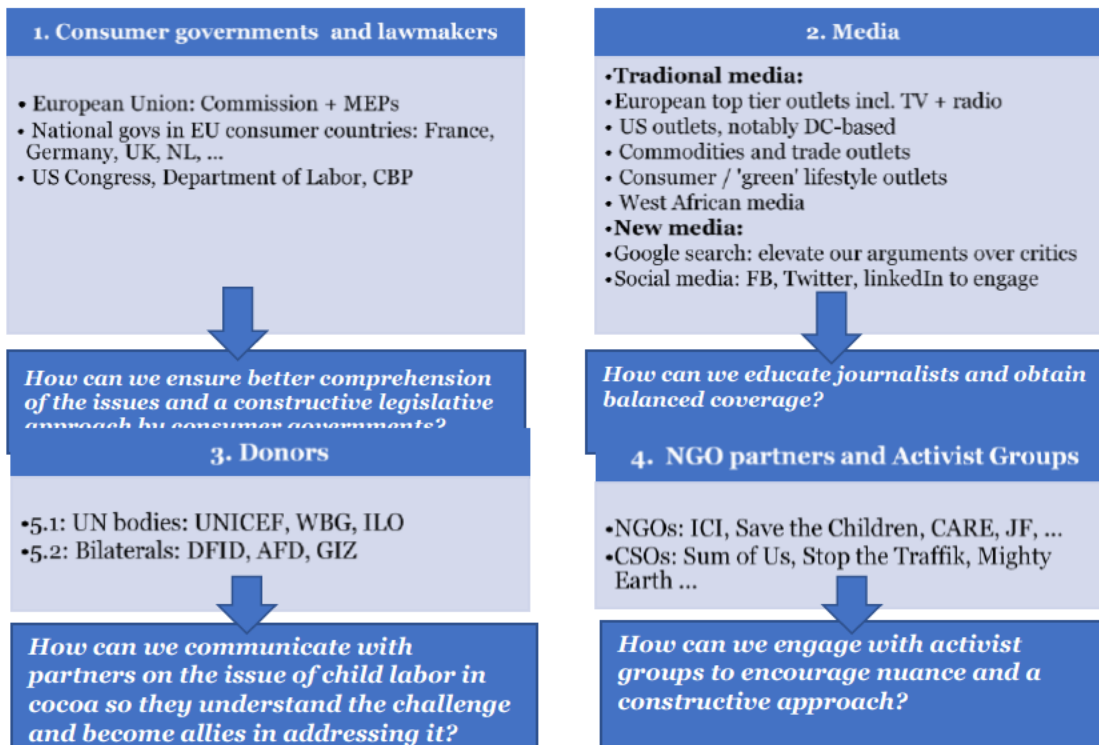 1. Consumer governments and lawmakers
• European Union: Commission + MEPs
• National govs in EU consumer countries: France,
Germany, UK, NL, ...
• US Congress, Department of Labor, CBP
How can we ensure better comprehension
of the issues and a constructive legislative
approach by consumer governments?
2. Media
•Tradional media:
•European top tier outlets incl. TV + radio
• US outlets, notably DC-based
• Commodities and trade outlets
• Consumer / 'green' lifestyle outlets
• West African media
•New media:
•Google search: elevate our arguments over critics
•Social media: FB, Twitter, linkedIn to engage
How can we educate journalists and obtain
balanced coverage?
3. Donors
•5.1: UN bodies: UNICEF, WBG, ILO
•5.2: Bilaterals: DFID, AFD, GIZ
How can we communicate with
partners on the issue of child labor in
cocoa so they understand the challenge
and become allies in addressing it?
4. NGO partners and Activist Groups
•NGOs: ICI, Save the Children, CARE, JF, ...
•CSOs: Sum of Us, Stop the Traffik, Mighty
Earth ...
How can we engage with activist
groups to encourage nuance and a
constructive approach?